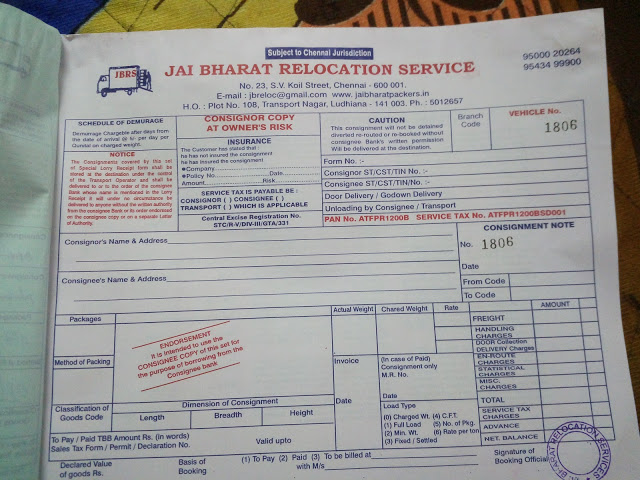 Subject to Chennai Jurisdiction
JBRS
JAI BHARAT RELOCATION SERVICE
95000 20264
95434 99900
No. 23, S.V. Koil Street, Chennai - 600 001.
E-mail : jbreloc@gmail.com www.jaibharatpackers.in
H.O. : Plot No. 108, Transport Nagar, Ludhiana - 141 003. Ph. : 5012657
SCHEDULE OF DEMURAGE
Demurrage Chargeable after days from
the date of arrival @ per day per
Quntal on charged weight.
NOTICE
The Consignments covered by this set
of Special Lorry Receipt form shall be
stored at the destination under the control
of the Transport Operator and shall be
delivered to or to the order of the consignee
Bank whose name is mentioned in the Lorry
Receipt it will under no circumstance be
delivered to anyone without the written authority
from the consignee Bank or its order endorsed
on the consignee copy or on a separate Letter
of Authority.
CONSIGNOR COPY
AT OWNER'S RISK
INSURANCE
The Customer has stated that :
he has not insured the consignment
he has insured the consignment
Company
Policy No. Date
Amount Risk
SERVICE TAX IS PAYABLE BE :
CONSIGNOR ( ) CONSIGNEE ( )
TRANSPORT ( ) WHICH IS APPLICABLE
Central Excise Registration No.
STC/R-V/DIV-III/GTA/331
CAUTION
This consignment will not be detained
diverted re-routed or re-booked without
consignee Bank's written permission
Will be delivered at the destination.
Branch
Code
VEHICLE No.
1806
Form No. :-
Consignor ST/CST/TIN No. :-
Consignee ST/CST/TIN/No. :-
Door Delivery / Godown Delivery
Unloading by Consignee / Transport
PAN No. ATFPR1200B SERVICE TAX No. ATFPR1200BSD001
Consignor's Name & Address
Consignee's Name & Address
CONSIGNMENT NOTE
No. 1806
Date
From Code
To Code
Packages
Method of Packing
ENDORSEMENT
It is intended to use the
CONSIGNEE COPY of this set for
the purpose of borrowing from the
Consignee bank
Actual Weight
Chared Weight
Rate
AMOUNT
FREIGHT
HANDLING
CHARGES
DOOR Collection
DELIVERY Charges
EN-ROUTE
CHARGES
STATISTICAL
CHARGES
MISC.
CHARGES
TOTAL
SERVICE TAX
CHARGES
ADVANCE
NET. BALANCE
Invoice
Date
(In case of Paid)
Consignment only
M.R. No.
Date
Load Type
(0) Charged Wt. (4) C.F.T.
(1) Full Load (5) No. of Pkg.
(2) Min. Wt. (6) Rate per ton
(3) Fixed / Settled
Classification of
Goods Code
Dimension of Consignment
Length
Breadth
Height
To Pay / Paid TBB Amount Rs. (in words)
Sales Tax Form / Permit / Declaration No.
Valid upto
Declared Value
of goods Rs.
Basis of
Booking
(1) To Pay (2) Paid (3) To be billed at
with M/s
Signature of
Booking Official
BHARAT RELOCATION SERVICES